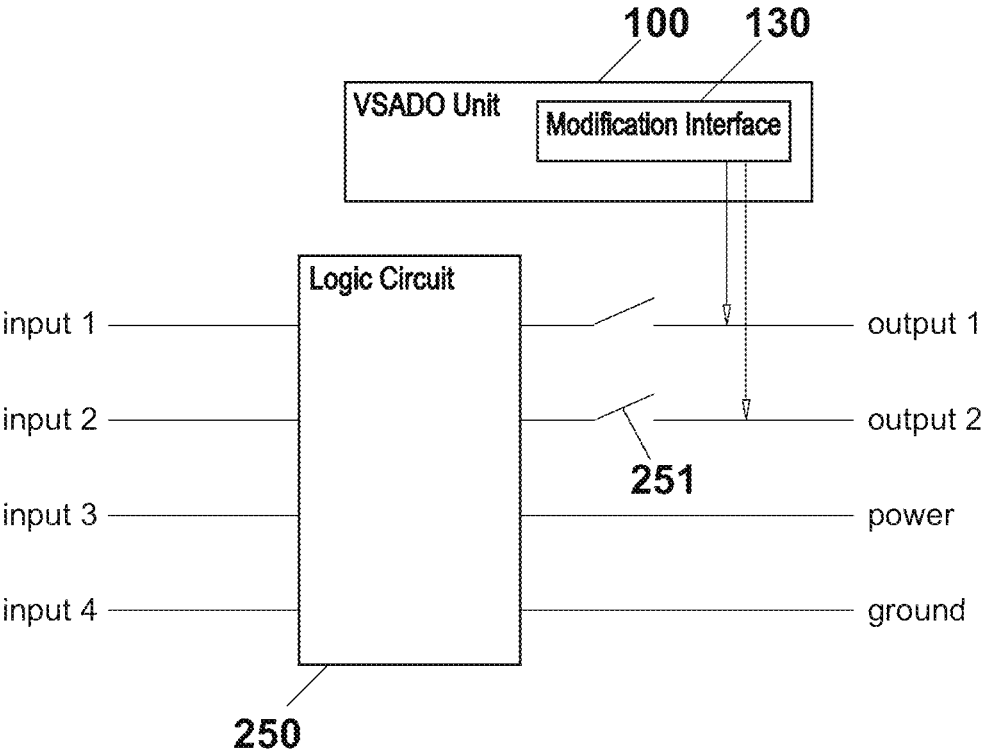 100 130
VSADO Unit
Modification Interface
Logic Circuit
input 1
output 1
input 2
output 2
251
input 3
power
input 4
ground
250